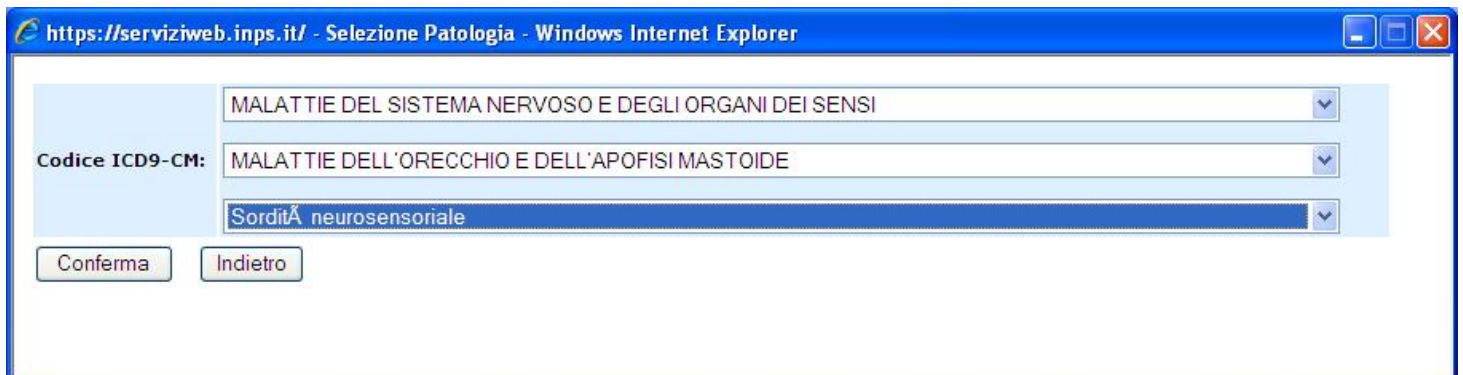 https://serviziweb.inps.it/ - Selezione Patologia - Windows Internet Explorer
MALATTIE DEL SISTEMA NERVOSO E DEGLI ORGANI DEI SENSI
Codice ICD9-CM: MALATTIE DELL'ORECCHIO E DELL'APOFISI MASTOIDE
Sordità neurosensoriale
Conferma Indietro